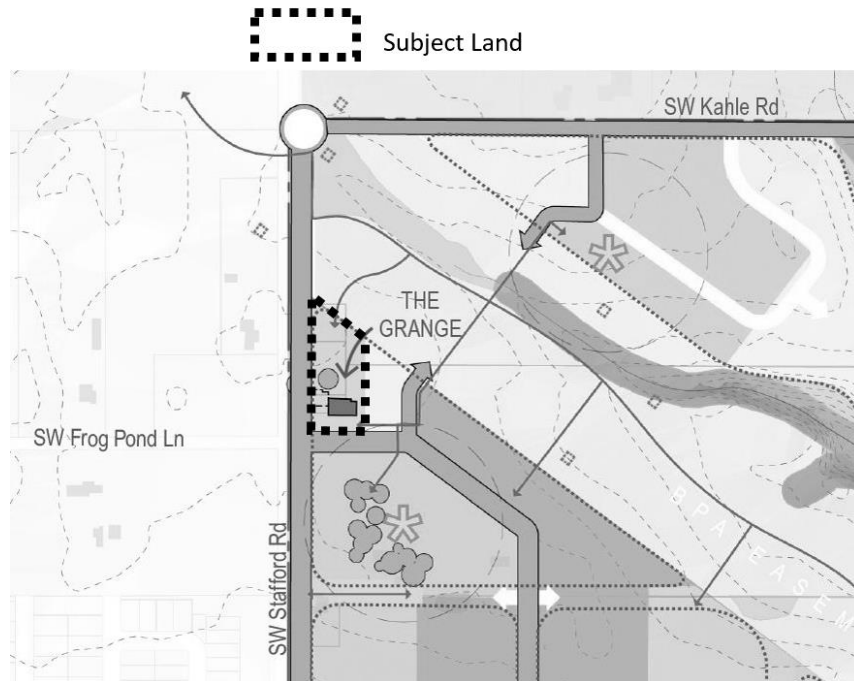 Subject Land
SW Kahle Rd
THE
GRANGE
SW Frog Pond Ln
SW Stafford Rd
BPA EASEM